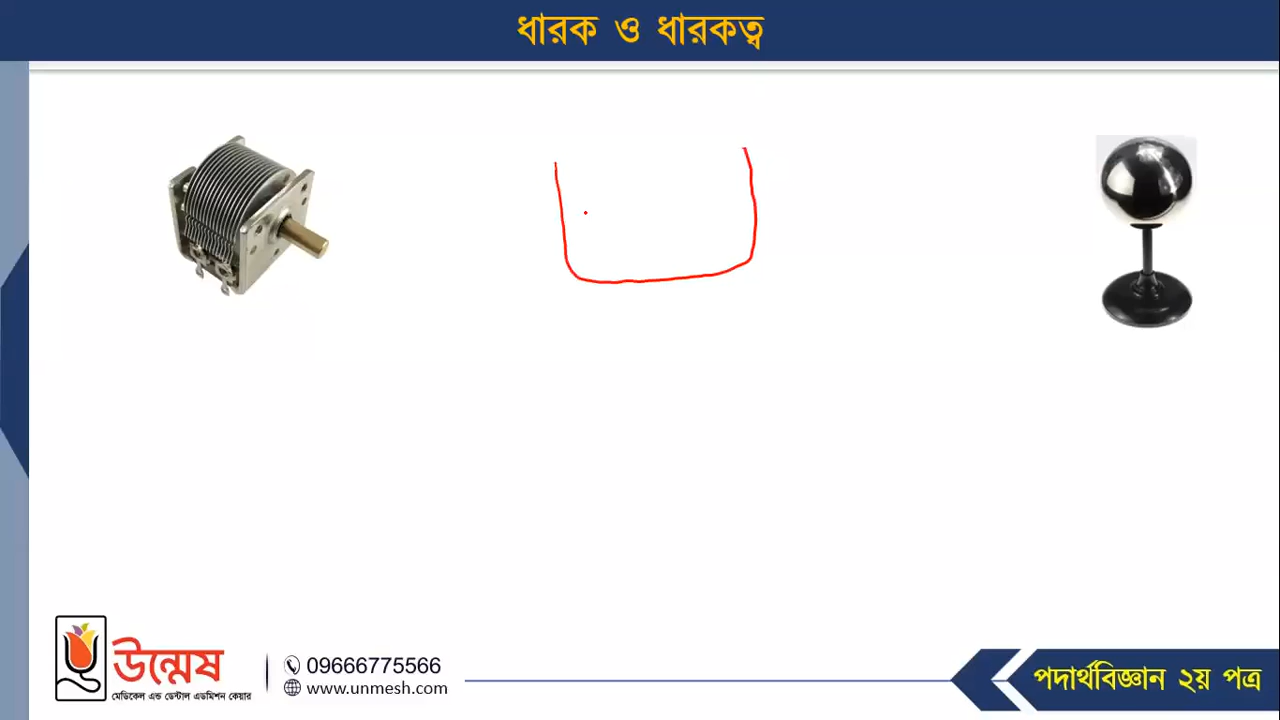 ধারক ও ধারকত্ব
উন্মেষ
মেডিকেল এন্ড ডেন্টাল এডমিশন কেয়ার
09666775566
www.unmesh.com
পদার্থবিজ্ঞান ২য় পত্র